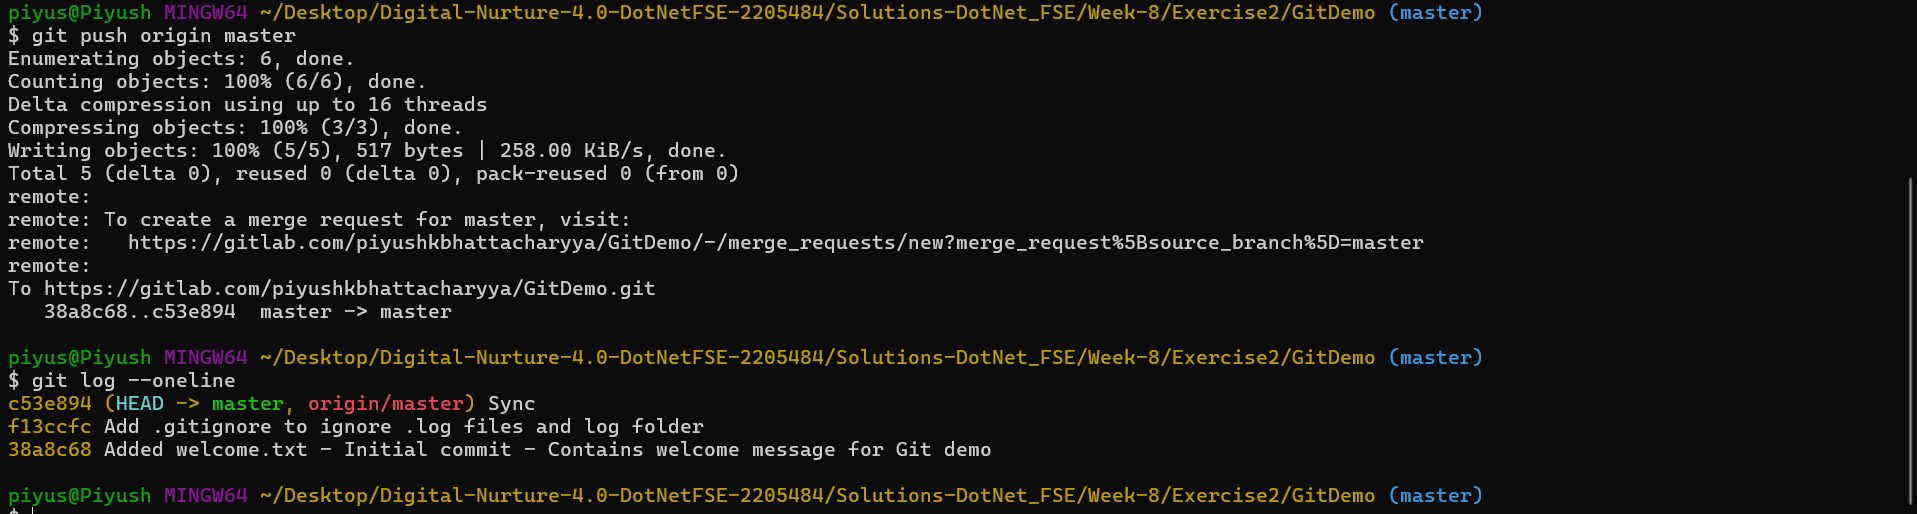 piyus@Piyush MINGW64 ~/Desktop/Digital-Nurture-4.0-DotNetFSE-2205484/Solutions-DotNet_FSE/Week-8/Exercise2/GitDemo (master)
$ git push origin master
Enumerating objects: 6, done.
Counting objects: 100% (6/6), done.
Delta compression using up to 16 threads
Compressing objects: 100% (3/3), done.
Writing objects: 100% (5/5), 517 bytes | 258.00 KiB/s, done.
Total 5 (delta 0), reused 0 (delta 0), pack-reused 0 (from 0)
remote:
remote: To create a merge request for master, visit:
remote:   https://gitlab.com/piyushkbhattacharyya/GitDemo/-/merge_requests/new?merge_request%5Bsource_branch%5D=master
remote:
To https://gitlab.com/piyushkbhattacharyya/GitDemo.git
   38a8c68..c53e894  master -> master
piyus@Piyush MINGW64 ~/Desktop/Digital-Nurture-4.0-DotNetFSE-2205484/Solutions-DotNet_FSE/Week-8/Exercise2/GitDemo (master)
$ git log --oneline
c53e894 (HEAD -> master, origin/master) Sync
f13ccfc Add .gitignore to ignore .log files and log folder
38a8c68 Added welcome.txt - Initial commit - Contains welcome message for Git demo
piyus@Piyush MINGW64 ~/Desktop/Digital-Nurture-4.0-DotNetFSE-2205484/Solutions-DotNet_FSE/Week-8/Exercise2/GitDemo (master)
$